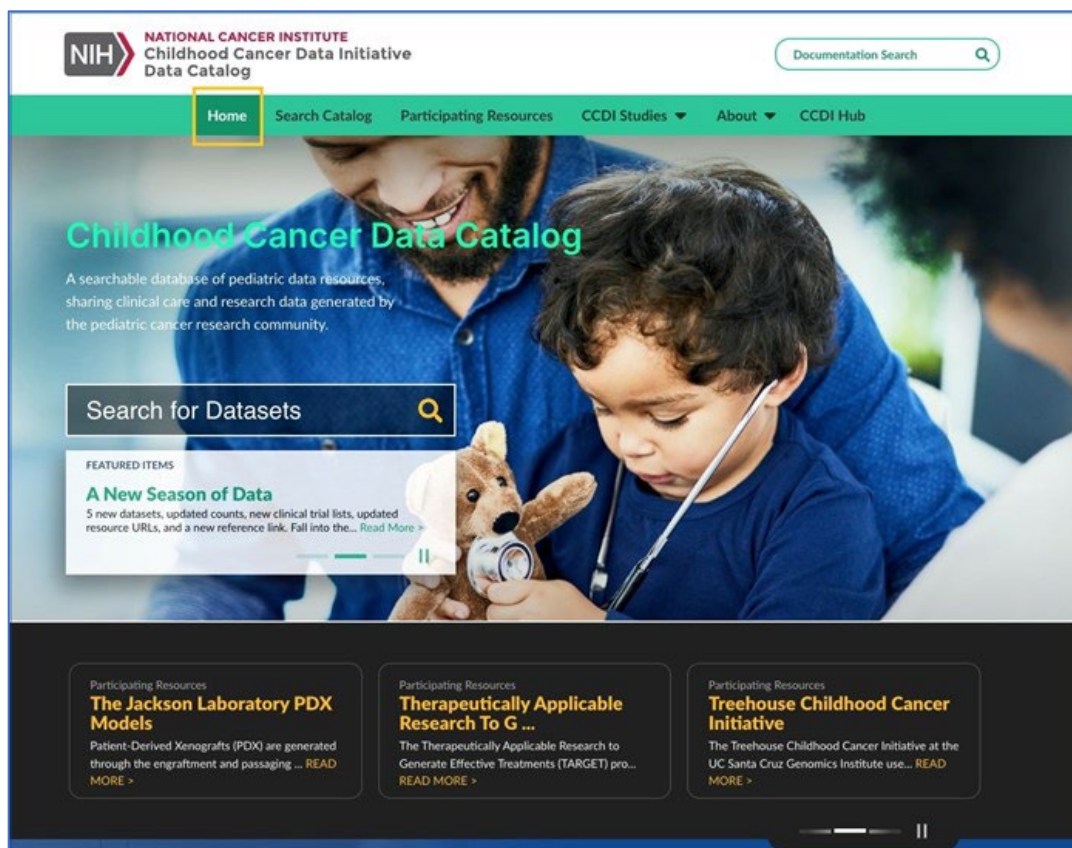 NIH
NATIONAL CANCER INSTITUTE
Childhood Cancer Data Initiative
Data Catalog
Documentation Search
Home
Search Catalog
Participating Resources
CCDI Studies
About
CCDI Hub
Childhood Cancer Data Catalog
A searchable database of pediatric data resources,
sharing clinical care and research data generated by
the pediatric cancer research community.
Search for Datasets
FEATURED ITEMS
A New Season of Data
5 new datasets, updated counts, new clinical trial lists, updated
resource URLs, and a new reference link. Fall into the... Read More >
Participating Resources
The Jackson Laboratory PDX
Models
Patient-Derived Xenografts (PDX) are generated
through the engraftment and passaging ... READ
MORE >
Participating Resources
Therapeutically Applicable
Research To G ...
The Therapeutically Applicable Research to
Generate Effective Treatments (TARGET) pro...
READ MORE >
Participating Resources
Treehouse Childhood Cancer
Initiative
The Treehouse Childhood Cancer Initiative at the
UC Santa Cruz Genomics Institute use... READ
MORE >